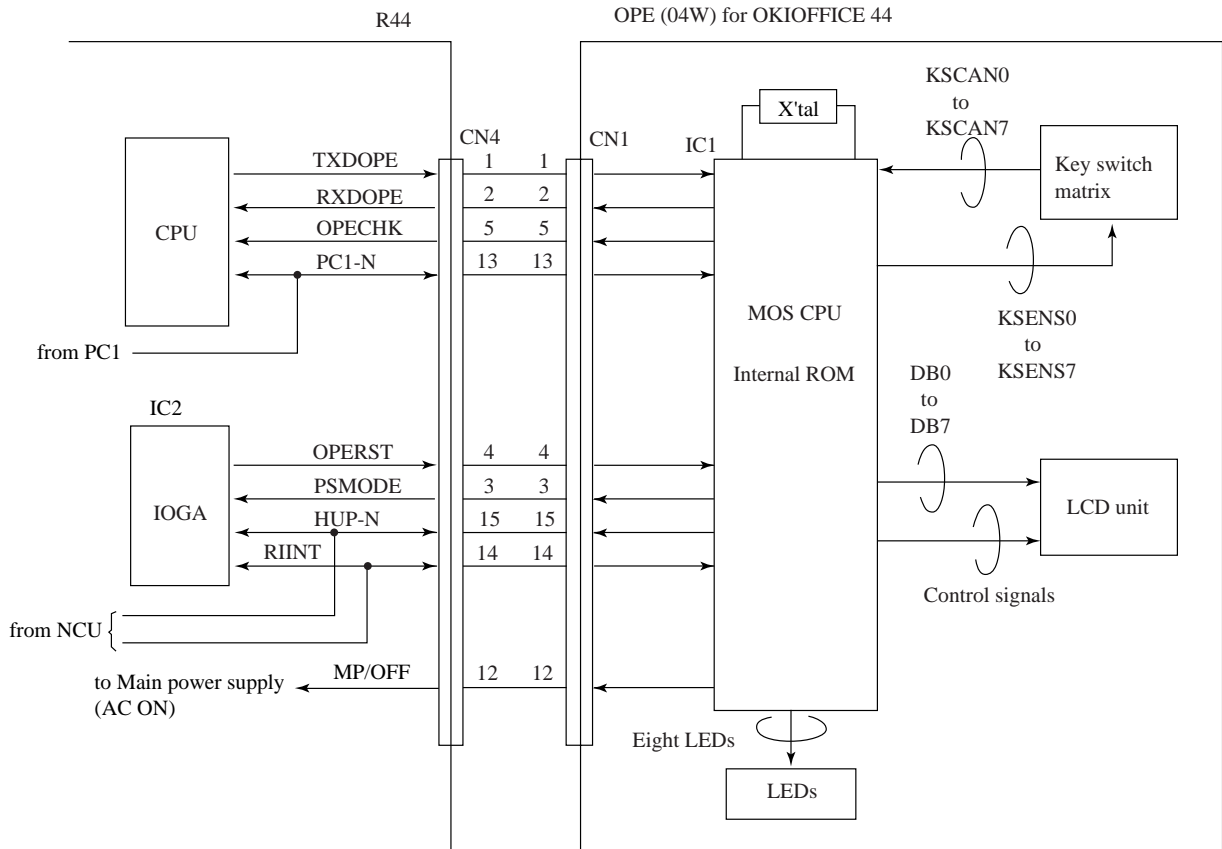 R44
OPE (04W) for OKIOFFICE 44
X'tal
KSCAN0
to
KSCAN7
CN4
CN1
IC1
TXDOPE
1
1
RXDOPE
2
2
OPECHK
5
5
PC1-N
13
13
CPU
Key switch
matrix
from PC1
MOS CPU
Internal ROM
KSENS0
to
KSENS7
DB0
to
DB7
IC2
OPERST
4
4
PSMODE
3
3
HUP-N
15
15
RIINT
14
14
IOGA
LCD unit
Control signals
from NCU
MP/OFF
12
12
to Main power supply
(AC ON)
Eight LEDs
LEDs